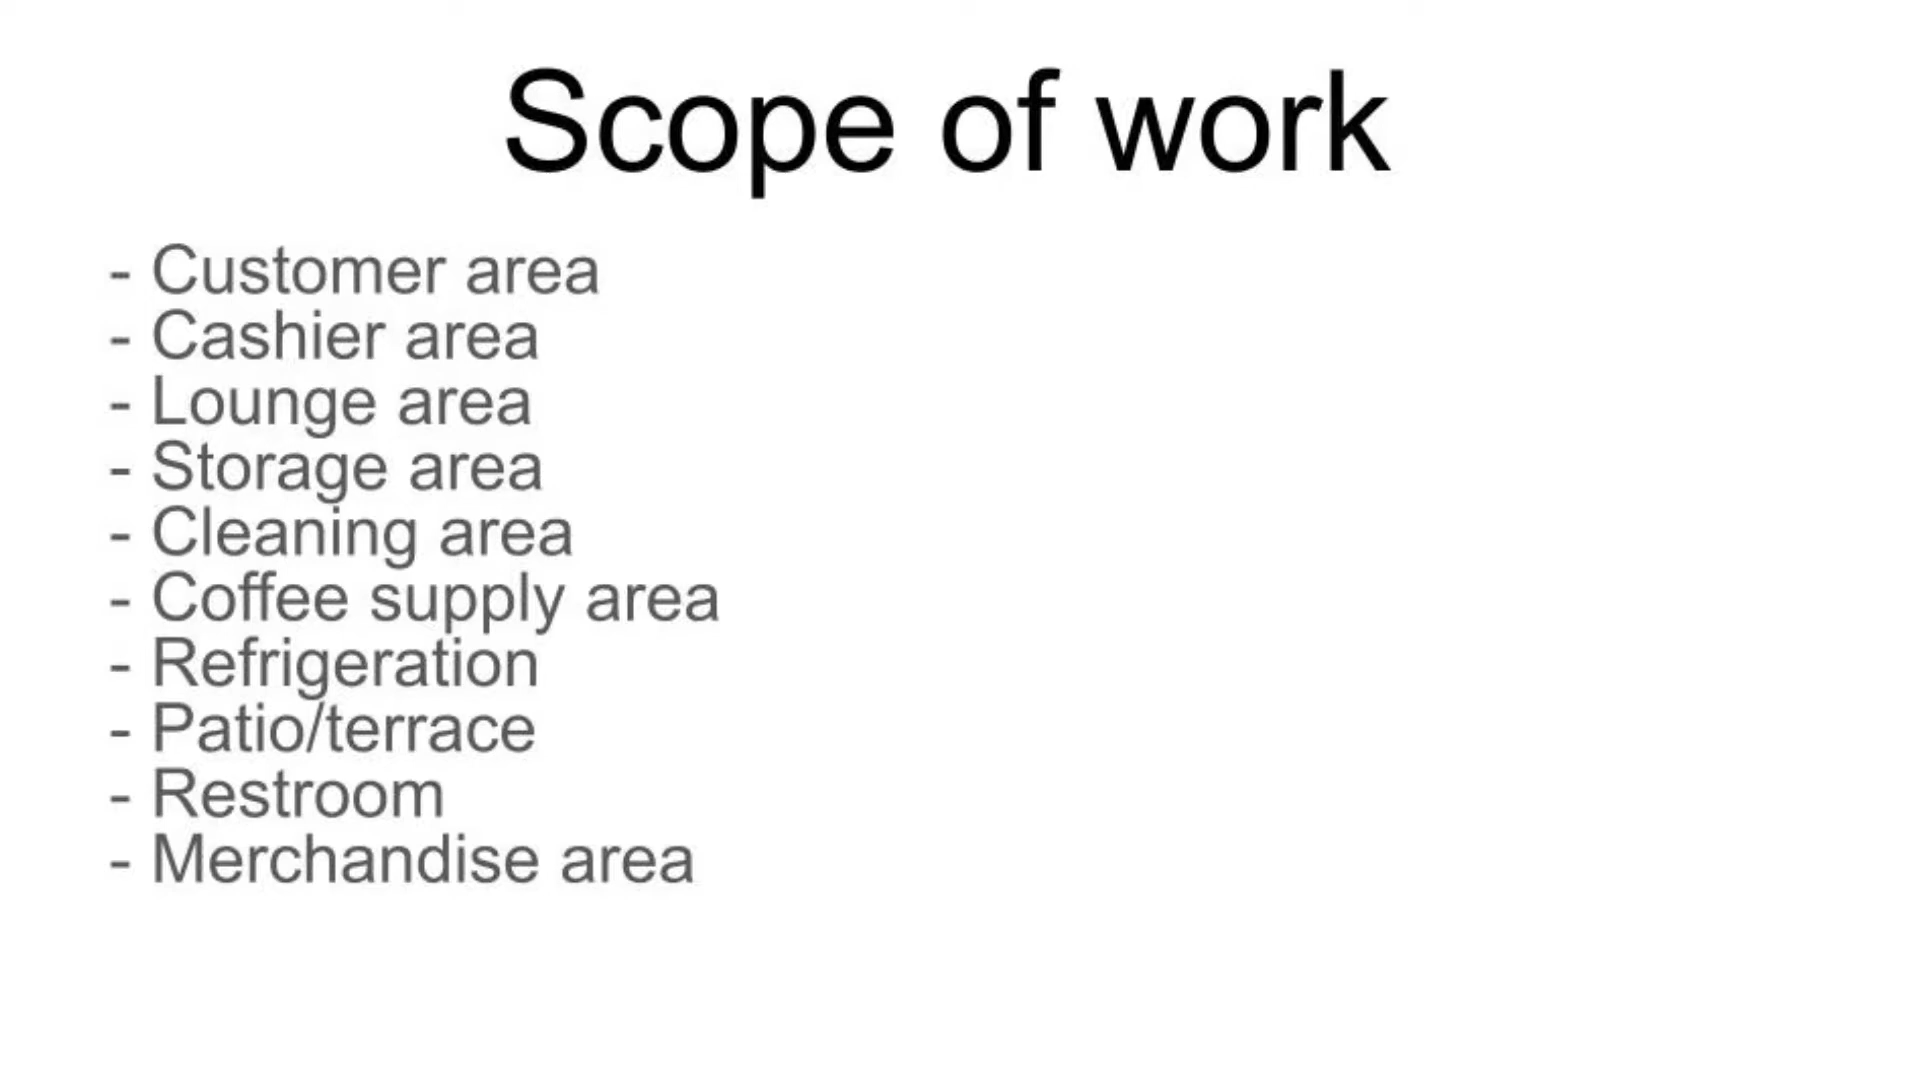 Scope of work
- Customer area
- Cashier area
- Lounge area
- Storage area
- Cleaning area
- Coffee supply area
- Refrigeration
- Patio/terrace
- Restroom
- Merchandise area